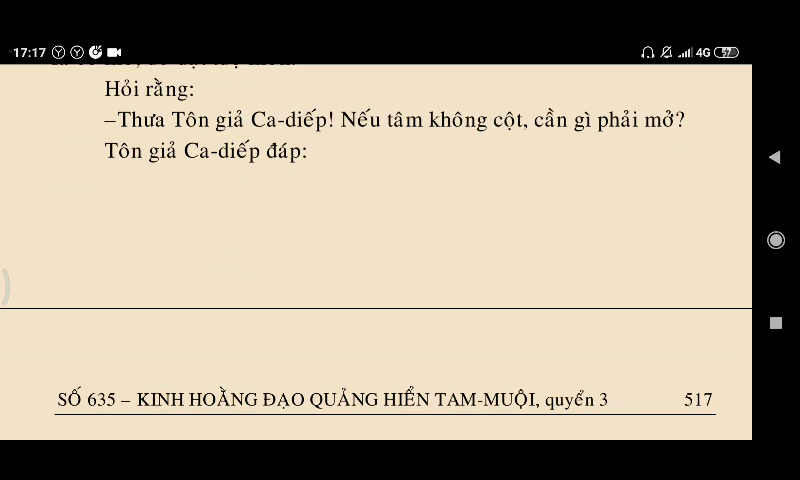 17:17 4G 57
Hỏi rằng:
–Thưa Tôn giả Ca-diếp! Nếu tâm không cột, cần gì phải mở?
Tôn giả Ca-diếp đáp:
SỐ 635 – KINH HOẰNG ĐẠO QUẢNG HIỂN TAM-MUỘI, quyển 3 517